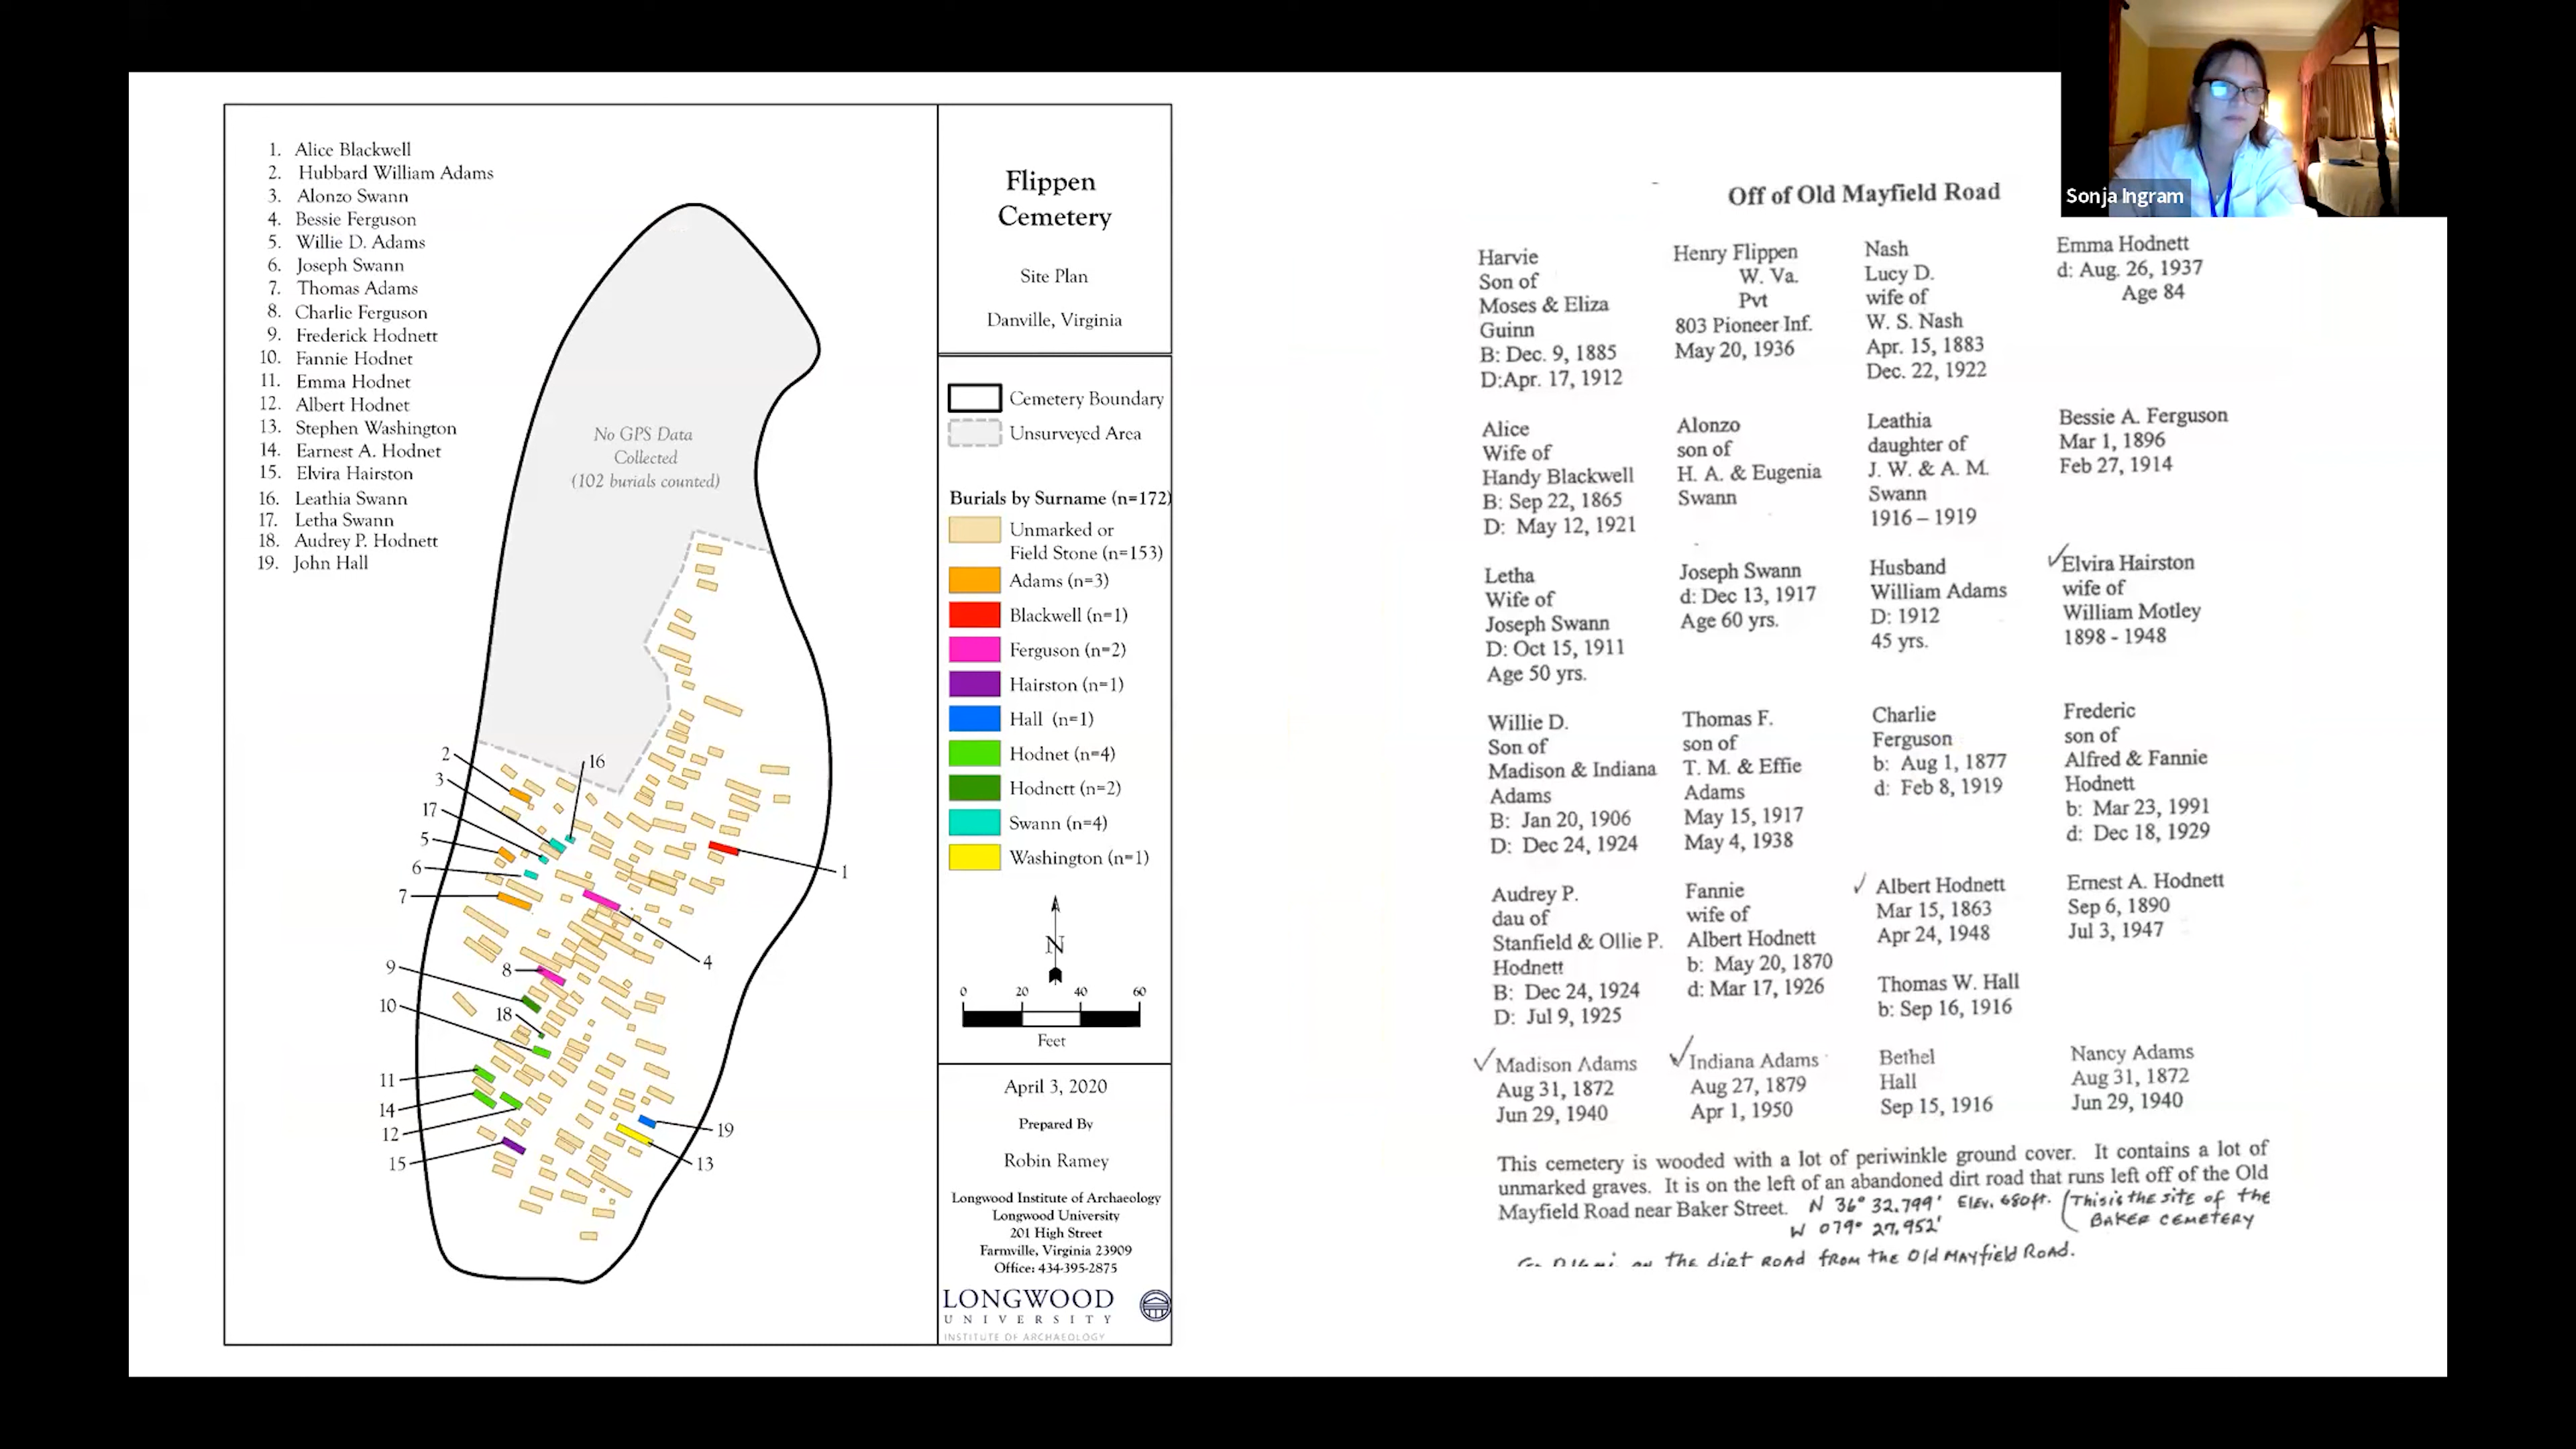 1. Alice Blackwell
2. Hubbard William Adams
3. Alonzo Swann
4. Bessie Ferguson
5. Willie D. Adams
6. Joseph Swann
7. Thomas Adams
8. Charlie Ferguson
9. Frederick Hodnett
10. Fannie Hodnet
11. Emma Hodnet
12. Albert Hodnet
13. Stephen Washington
14. Earnest A. Hodnet
15. Elvira Hairston
16. Leathia Swann
17. Letha Swann
18. Audrey P. Hodnett
19. John Hall
No GPS Data
Collected
(102 burials counted)
2
16
3
17
5
6
7
1
4
9
8
10
18
11
14
12
15
19
13
Flippen
Cemetery
Site Plan
Danville, Virginia
Cemetery Boundary
Unsurveyed Area
Burials by Surname (n=172)
Unmarked or
Field Stone (n=153)
Adams (n=3)
Blackwell (n=1)
Ferguson (n=2)
Hairston (n=1)
Hall (n=1)
Hodnet (n=4)
Hodnett (n=2)
Swann (n=4)
Washington (n=1)
N
0 20 40 60
Feet
April 3, 2020
Prepared By
Robin Ramey
Longwood Institute of Archaeology
Longwood University
201 High Street
Farmville, Virginia 23909
Office: 434-395-2875
LONGWOOD
UNIVERSITY
INSTITUTE OF ARCHAEOLOGY
Sonja Ingram
Off of Old Mayfield Road
Harvie
Son of
Moses & Eliza
Guinn
B: Dec. 9, 1885
D:Apr. 17, 1912
Henry Flippen
W. Va.
Pvt
803 Pioneer Inf.
May 20, 1936
Nash
Lucy D.
wife of
W. S. Nash
Apr. 15, 1883
Dec. 22, 1922
Emma Hodnett
d: Aug. 26, 1937
Age 84
Alice
Wife of
Handy Blackwell
B: Sep 22, 1865
D: May 12, 1921
Alonzo
son of
H. A. & Eugenia
Swann
Leathia
daughter of
J. W. & A. M.
Swann
1916 – 1919
Bessie A. Ferguson
Mar 1, 1896
Feb 27, 1914
Letha
Wife of
Joseph Swann
D: Oct 15, 1911
Age 50 yrs.
Joseph Swann
d: Dec 13, 1917
Age 60 yrs.
Husband
William Adams
D: 1912
45 yrs.
Elvira Hairston
wife of
William Motley
1898 - 1948
Willie D.
Son of
Madison & Indiana
Adams
B: Jan 20, 1906
D: Dec 24, 1924
Thomas F.
son of
T. M. & Effie
Adams
May 15, 1917
May 4, 1938
Charlie
Ferguson
b: Aug 1, 1877
d: Feb 8, 1919
Frederic
son of
Alfred & Fannie
Hodnett
b: Mar 23, 1991
d: Dec 18, 1929
Audrey P.
dau of
Stanfield & Ollie P.
Hodnett
B: Dec 24, 1924
D: Jul 9, 1925
Fannie
wife of
Albert Hodnett
b: May 20, 1870
d: Mar 17, 1926
Albert Hodnett
Mar 15, 1863
Apr 24, 1948
Ernest A. Hodnett
Sep 6, 1890
Jul 3, 1947
Thomas W. Hall
b: Sep 16, 1916
Madison Adams
Aug 31, 1872
Jun 29, 1940
Indiana Adams
Aug 27, 1879
Apr 1, 1950
Bethel
Hall
Sep 15, 1916
Nancy Adams
Aug 31, 1872
Jun 29, 1940
This cemetery is wooded with a lot of periwinkle ground cover. It contains a lot of
unmarked graves. It is on the left of an abandoned dirt road that runs left off of the Old
Mayfield Road near Baker Street. N 36° 32.799' Elev. 680ft. (This is the site of the
W 079° 27.952' BAKER CEMETERY
on the dirt road from the Old Mayfield Road.